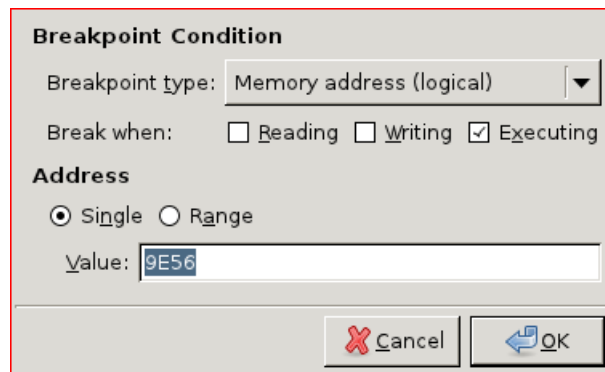 Breakpoint Condition
Breakpoint type: Memory address (logical)
Break when: Reading Writing Executing
Address
Single Range
Value: 9E56
Cancel OK